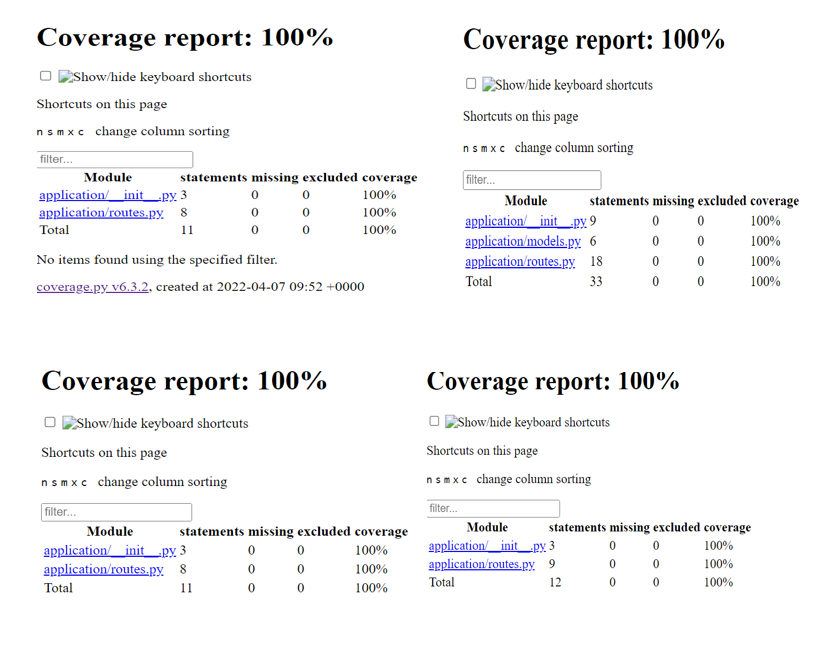 Coverage report: 100%
Show/hide keyboard shortcuts
Shortcuts on this page
n s m x c change column sorting
filter...
Module statements missing excluded coverage
application/__init__.py 3 0 0 100%
application/routes.py 8 0 0 100%
Total 11 0 0 100%
No items found using the specified filter.
coverage.py v6.3.2, created at 2022-04-07 09:52 +0000
Coverage report: 100%
Show/hide keyboard shortcuts
Shortcuts on this page
n s m x c change column sorting
filter...
Module statements missing excluded coverage
application/__init__.py 9 0 0 100%
application/models.py 6 0 0 100%
application/routes.py 18 0 0 100%
Total 33 0 0 100%
Coverage report: 100%
Show/hide keyboard shortcuts
Shortcuts on this page
n s m x c change column sorting
filter...
Module statements missing excluded coverage
application/__init__.py 3 0 0 100%
application/routes.py 8 0 0 100%
Total 11 0 0 100%
Coverage report: 100%
Show/hide keyboard shortcuts
Shortcuts on this page
n s m x c change column sorting
filter...
Module statements missing excluded coverage
application/__init__.py 3 0 0 100%
application/routes.py 9 0 0 100%
Total 12 0 0 100%